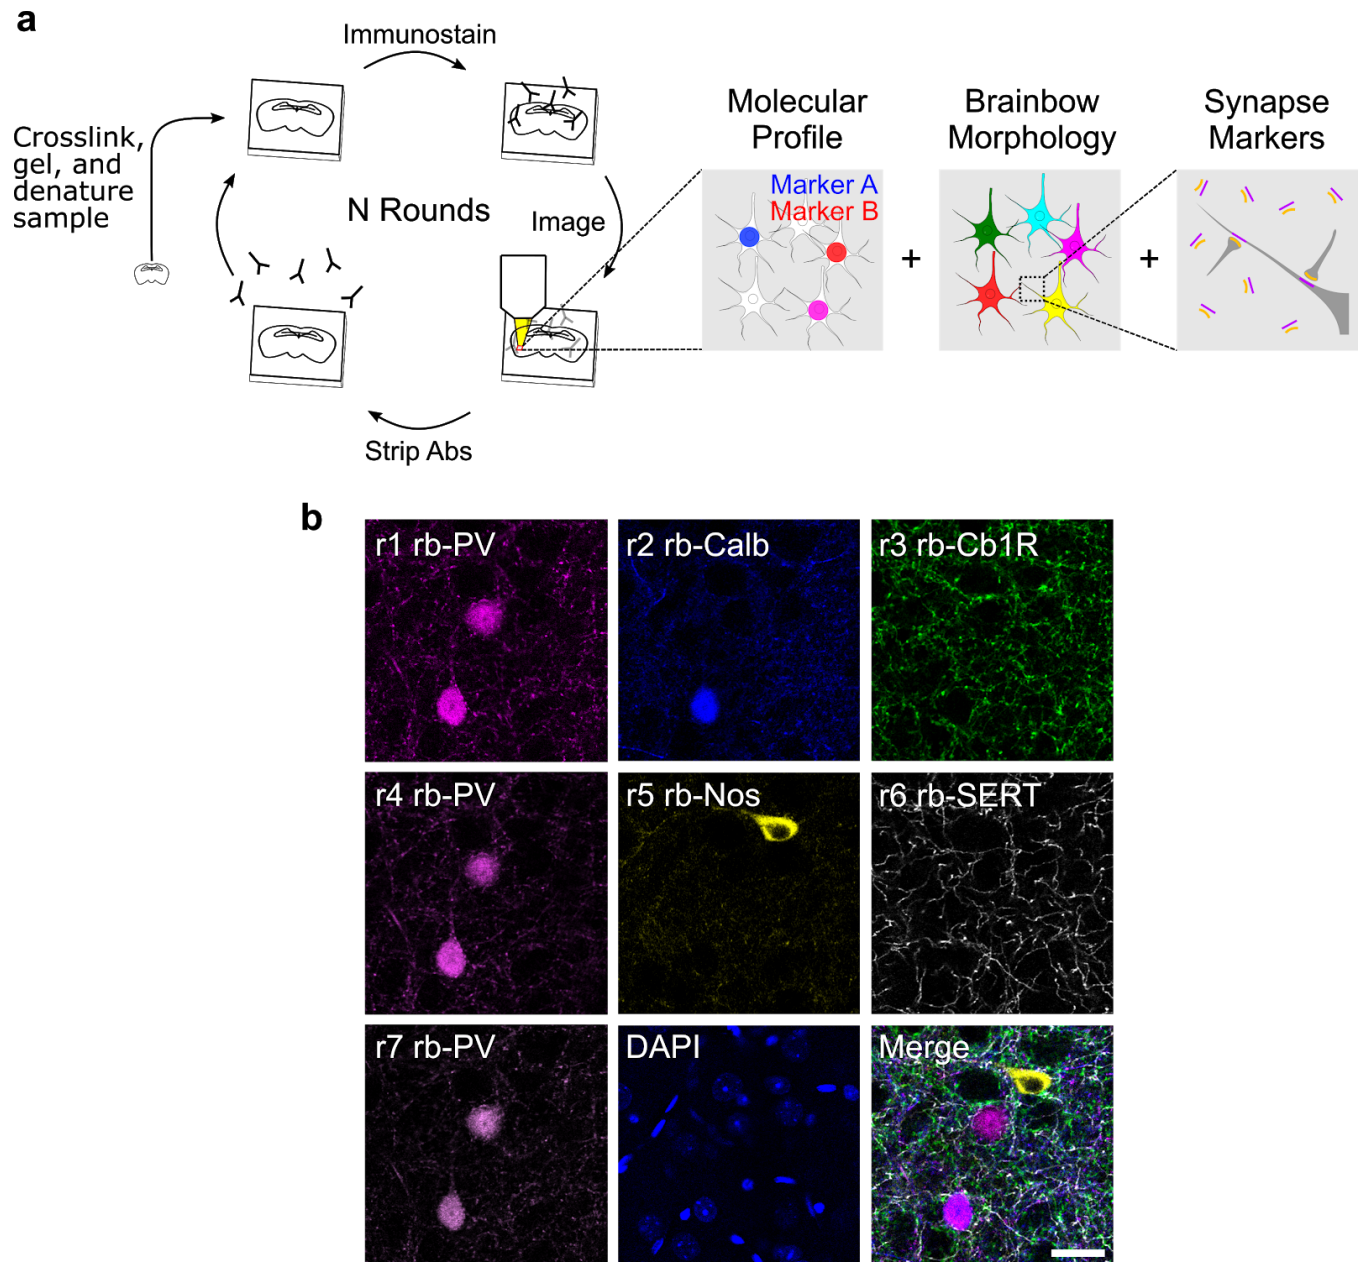 a
Immunostain
Crosslink,
gel, and
denature
sample
N Rounds
Image
Strip Abs
Molecular
Profile
Marker A
Marker B
+
Brainbow
Morphology
+
Synapse
Markers
b
r1 rb-PV
r2 rb-Calb
r3 rb-Cb1R
r4 rb-PV
r5 rb-Nos
r6 rb-SERT
r7 rb-PV
DAPI
Merge